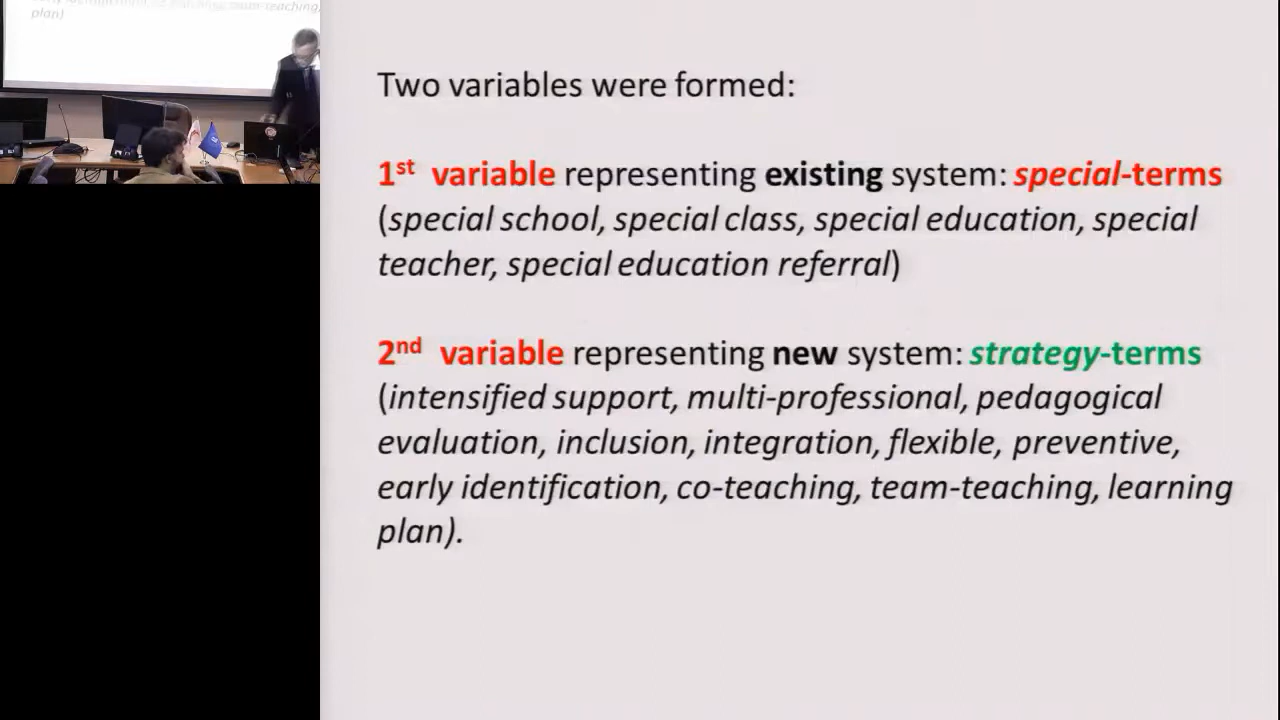 plan)
Two variables were formed:
1st variable representing existing system: special-terms
(special school, special class, special education, special
teacher, special education referral)
2nd variable representing new system: strategy-terms
(intensified support, multi-professional, pedagogical
evaluation, inclusion, integration, flexible, preventive,
early identification, co-teaching, team-teaching, learning
plan).